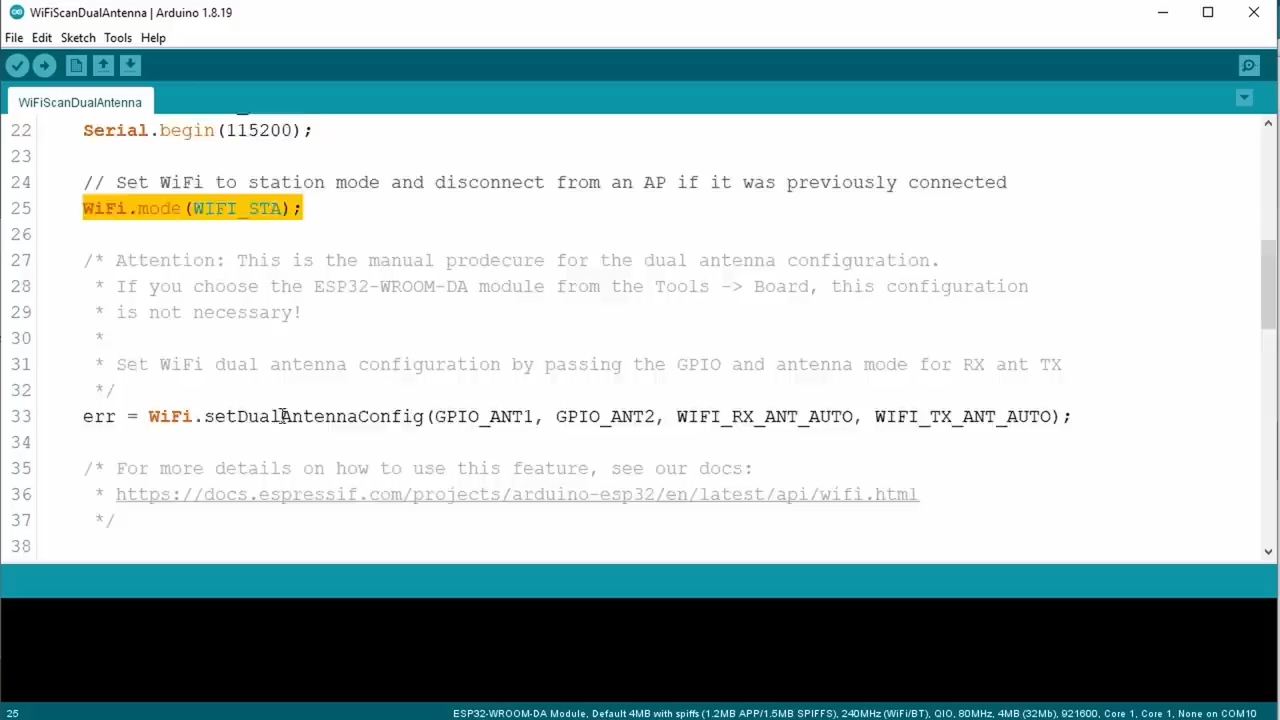 WiFiScanDualAntenna | Arduino 1.8.19
File Edit Sketch Tools Help
WiFiScanDualAntenna
22 Serial.begin(115200);
23
24 // Set WiFi to station mode and disconnect from an AP if it was previously connected
25 WiFi.mode(WIFI_STA);
26
27 /* Attention: This is the manual prodecure for the dual antenna configuration.
28 * If you choose the ESP32-WROOM-DA module from the Tools -> Board, this configuration
29 * is not necessary!
30 *
31 * Set WiFi dual antenna configuration by passing the GPIO and antenna mode for RX ant TX
32 */
33 err = WiFi.setDualAntennaConfig(GPIO_ANT1, GPIO_ANT2, WIFI_RX_ANT_AUTO, WIFI_TX_ANT_AUTO);
34
35 /* For more details on how to use this feature, see our docs:
36 * https://docs.espressif.com/projects/arduino-esp32/en/latest/api/wifi.html
37 */
38
25 ESP32-WROOM-DA Module, Default 4MB with spiffs (1.2MB APP/1.5MB SPIFFS), 240MHz (WiFi/BT), QIO, 80MHz, 4MB (32Mb), 921600, Core 1, Core 1, None on COM10